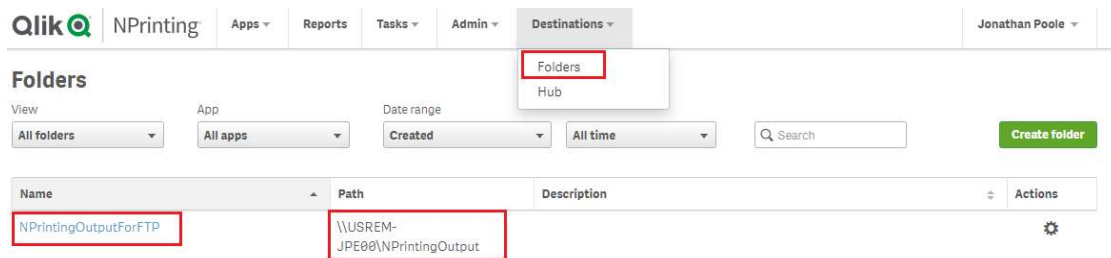 Qlik NPrinting Apps Reports Tasks Admin Destinations Jonathan Poole
Folders
Hub
Folders
View App Date range
All folders All apps Created All time Search Create folder
Name Path Description Actions
NPrintingOutputForFTP \\USREM-
JPE00\NPrintingOutput